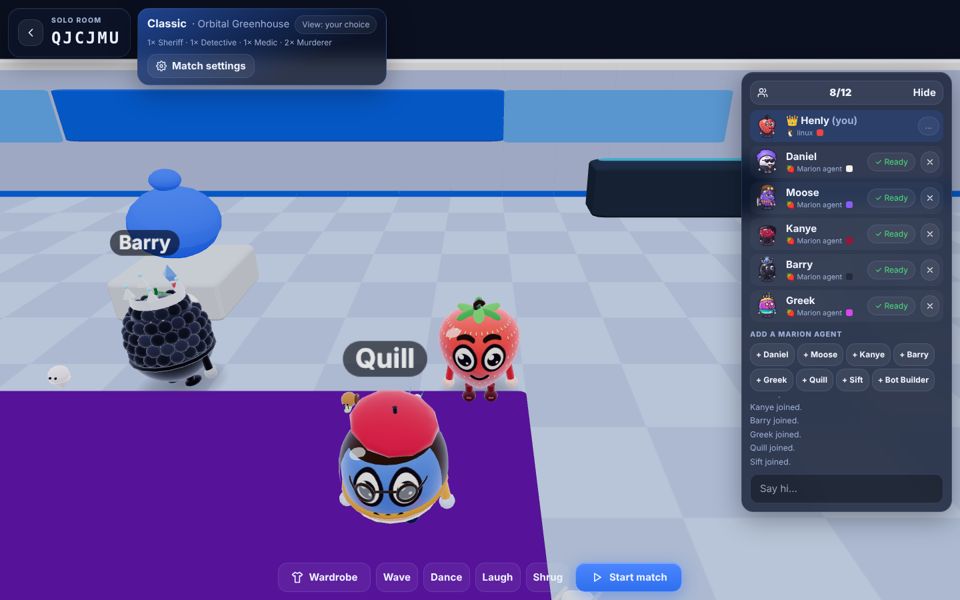 SOLO ROOM
QJCJMU
Classic · Orbital Greenhouse
View: your choice
1× Sheriff · 1× Detective · 1× Medic · 2× Murderer
Match settings
8/12
Hide
Henly (you)
linux
...
Daniel
Marion agent
✓ Ready
Moose
Marion agent
✓ Ready
Kanye
Marion agent
✓ Ready
Barry
Marion agent
✓ Ready
Greek
Marion agent
✓ Ready
ADD A MARION AGENT
+ Daniel
+ Moose
+ Kanye
+ Barry
+ Greek
+ Quill
+ Sift
+ Bot Builder
Kanye joined.
Barry joined.
Greek joined.
Quill joined.
Sift joined.
Say hi...
Barry
Quill
Wardrobe
Wave
Dance
Laugh
Shrug
Start match